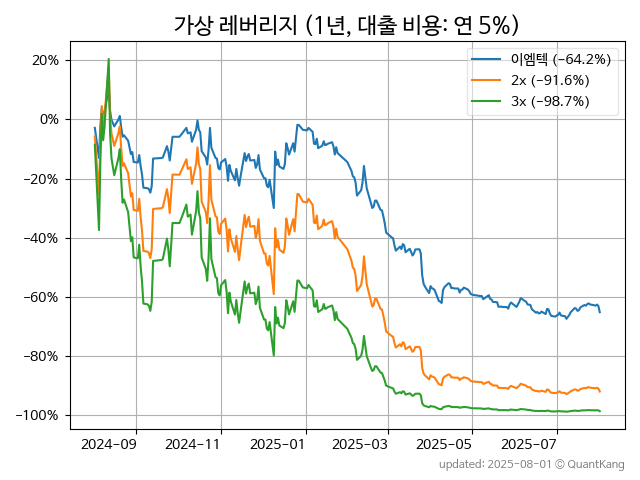 가상 레버리지 (1년, 대출 비용: 연 5%)
이엠텍 (−64.2%)
2x (−91.6%)
3x (−98.7%)
20%
0%
−20%
−40%
−60%
−80%
−100%
2024-09
2024-11
2025-01
2025-03
2025-05
2025-07
updated: 2025-08-01 © QuantKang